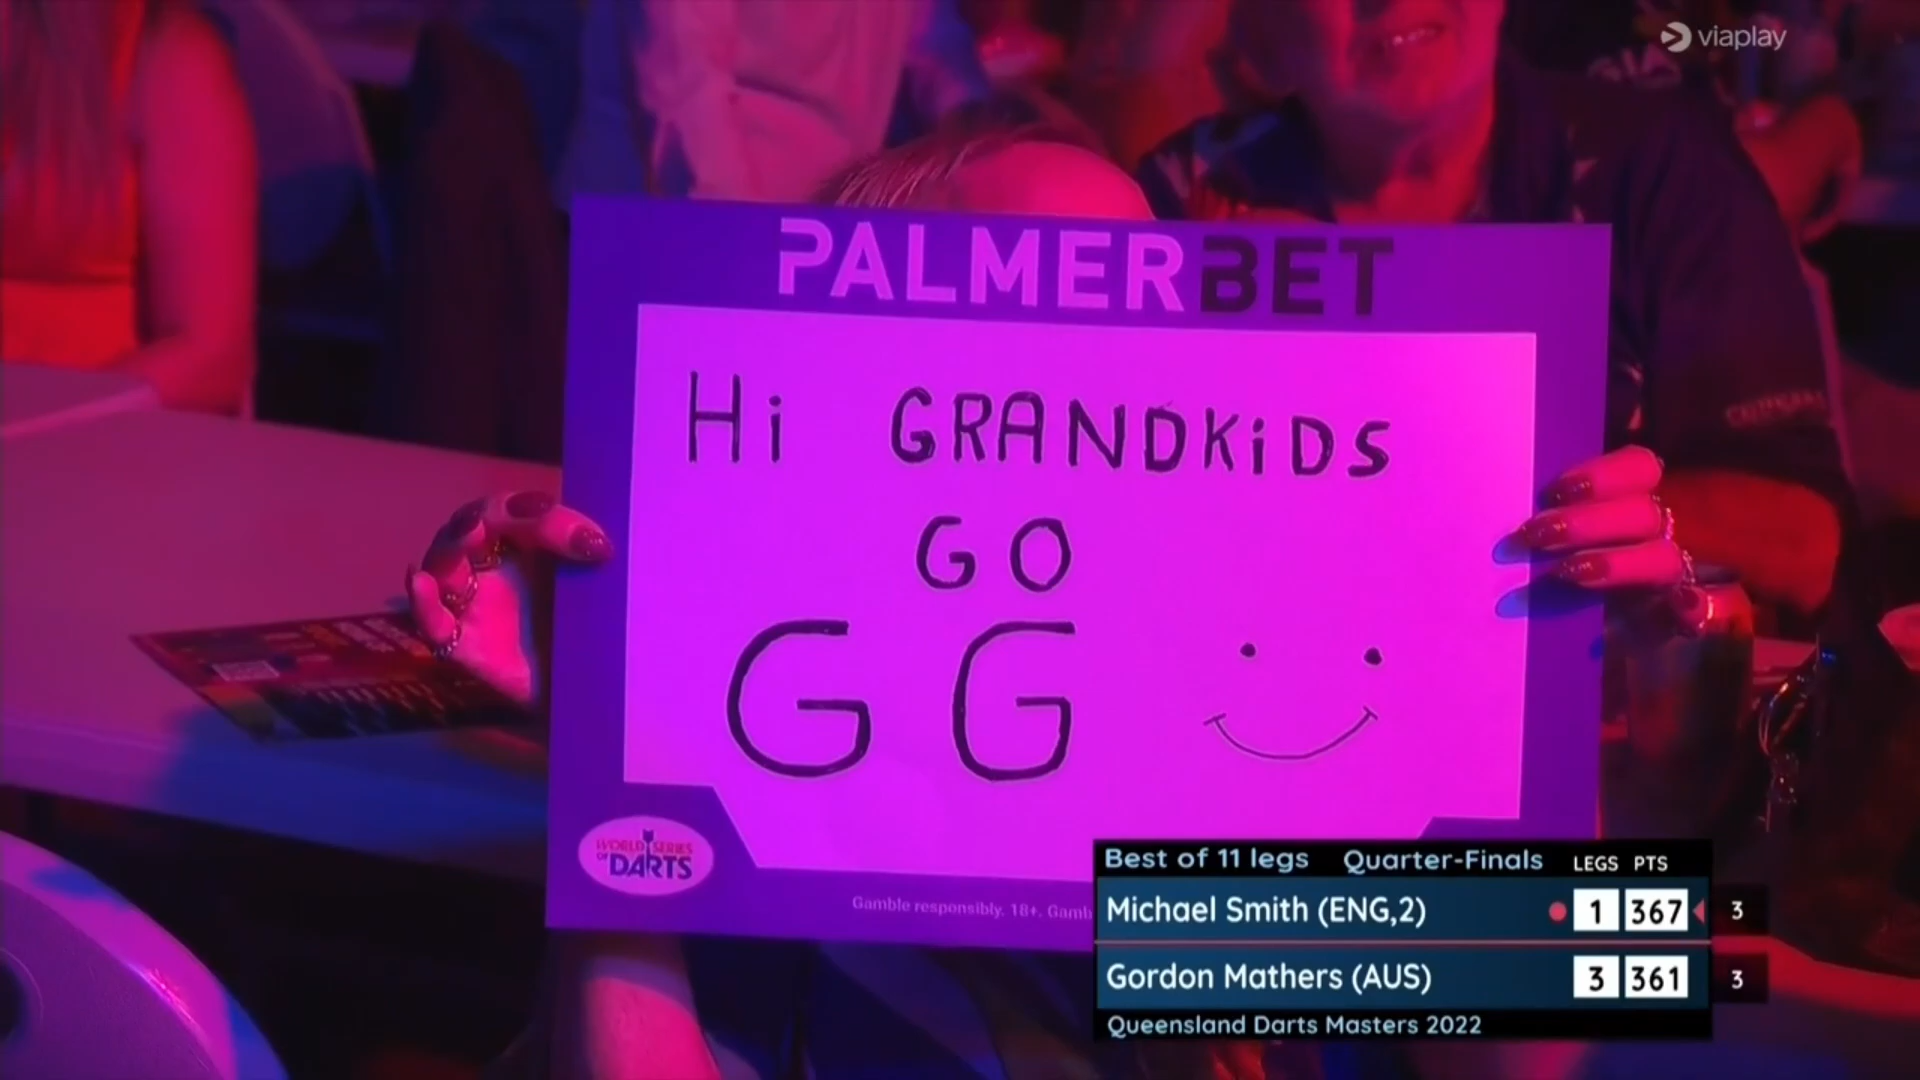 viaplay
PALMERBET
Hi GRANDKiDS
GO
GG
WORLD SERIES
OF DARTS
Gamble responsibly. 18+. Gamb
Best of 11 legs Quarter-Finals LEGS PTS
Michael Smith (ENG,2) 1 367 3
Gordon Mathers (AUS) 3 361 3
Queensland Darts Masters 2022